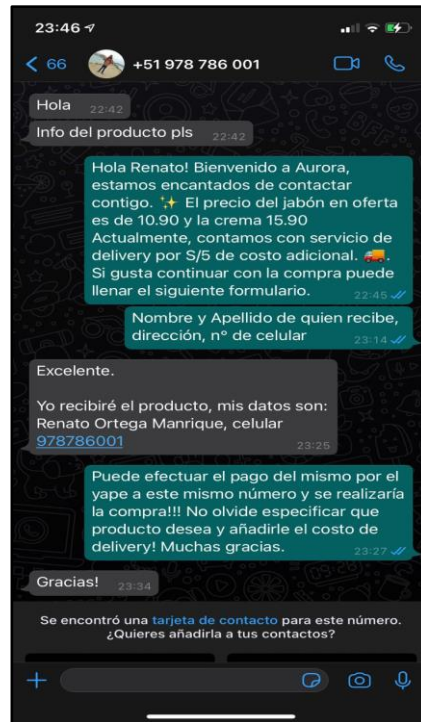 23:46
66
+51 978 786 001
Hola 22:42
Info del producto pls 22:42
Hola Renato! Bienvenido a Aurora,
estamos encantados de contactar
contigo. ✨ El precio del jabón en oferta
es de 10.90 y la crema 15.90
Actualmente, contamos con servicio de
delivery por S/5 de costo adicional. 🚚.
Si gusta continuar con la compra puede
llenar el siguiente formulario.
22:45
Nombre y Apellido de quien recibe,
dirección, n° de celular
23:14
Excelente.
Yo recibiré el producto, mis datos son:
Renato Ortega Manrique, celular
978786001
23:25
Puede efectuar el pago del mismo por el
yape a este mismo número y se realizaría
la compra!!! No olvide especificar que
producto desea y añadirle el costo de
delivery! Muchas gracias.
23:27
Gracias! 23:34
Se encontró una tarjeta de contacto para este número.
¿Quieres añadirla a tus contactos?